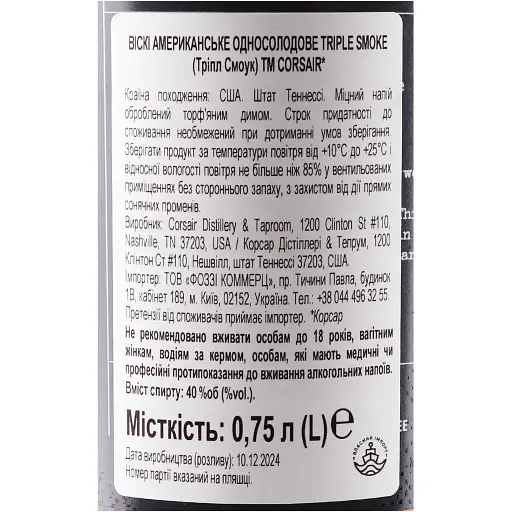 ВІСКІ АМЕРИКАНСЬКЕ ОДНОСОЛОДОВЕ TRIPLE SMOKE
(Тріпл Смоук) ТМ CORSAIR*
Країна походження: США. Штат Теннессі. Міцний напій
оброблений торф'яним димом. Строк придатності до
споживання необмежений при дотриманні умов зберігання.
Зберігати продукт за температури повітря від +10°C до +25°C і
відносної вологості повітря не більше ніж 85% у вентильованих
приміщеннях без стороннього запаху, з захистом від дії прямих
сонячних променів.
Виробник: Corsair Distillery & Taproom, 1200 Clinton St #110,
Nashville, TN 37203, USA / Корсар Дістіллері & Тепрум, 1200
Клінтон Ст #110, Нешвілл, штат Теннессі 37203, США.
Імпортер: ТОВ «ФОЗЗІ КОММЕРЦ», пр. Тичини Павла, будинок
1В, кабінет 189, м. Київ, 02152, Україна. Тел.: +38 044 496 32 55.
Претензії від споживачів приймає імпортер. *Корсар
Не рекомендовано вживати особам до 18 років, вагітним
жінкам, водіям за кермом, особам, які мають медичні чи
професійні протипоказання до вживання алкогольних напоїв.
Вміст спирту: 40 %об (%vol.).
Місткість: 0,75 л (L) ℮
Дата виробництва (розливу): 10.12.2024
Номер партії вказаний на пляшці.
ВЛАСНИЙ ІМПОРТ